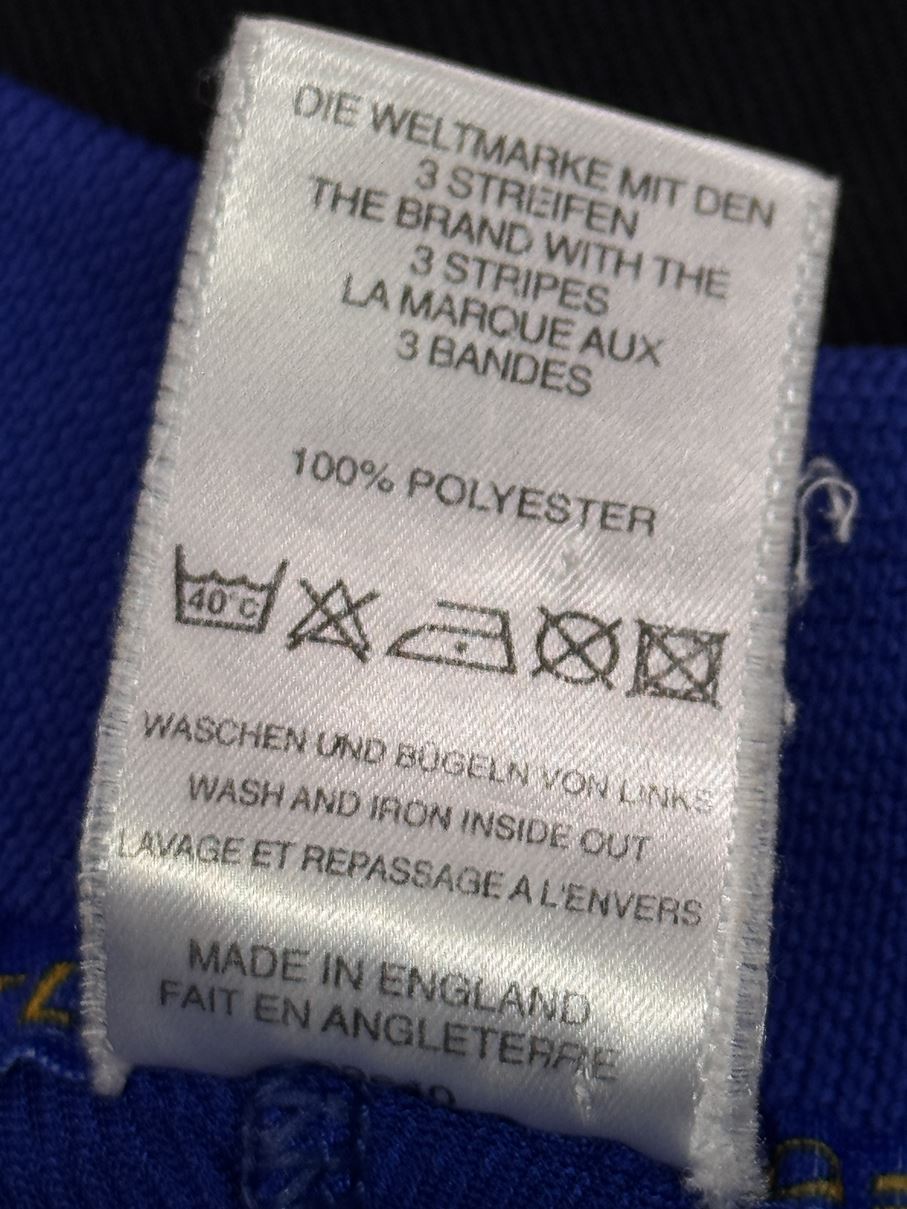 DIE WELTMARKE MIT DEN
3 STREIFEN
THE BRAND WITH THE
3 STRIPES
LA MARQUE AUX
3 BANDES
100% POLYESTER
40°C
WASCHEN UND BÜGELN VON LINKS
WASH AND IRON INSIDE OUT
LAVAGE ET REPASSAGE A L'ENVERS
MADE IN ENGLAND
FAIT EN ANGLETERRE